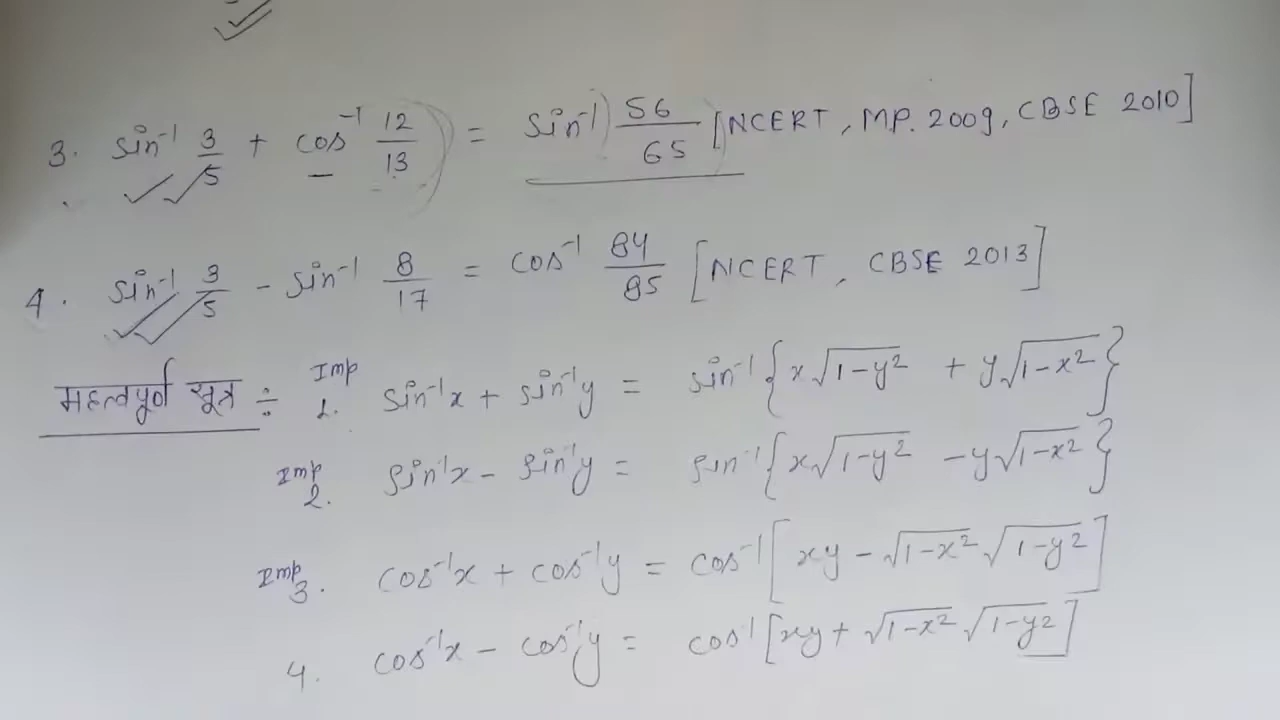 3. sin⁻¹ 3/5 + cos⁻¹ 12/13) = sin⁻¹) 56/65 [NCERT, MP. 2009, CBSE 2010]
4. sin⁻¹ 3/5 - sin⁻¹ 8/17 = cos⁻¹ 84/85 [NCERT, CBSE 2013]
महत्वपूर्ण सूत्र ÷ Imp 1. sin⁻¹x + sin⁻¹y = sin⁻¹{x√1-y² + y√1-x²}
Imp 2. sin⁻¹x - sin⁻¹y = sin⁻¹{x√1-y² - y√1-x²}
Imp 3. cos⁻¹x + cos⁻¹y = cos⁻¹[xy - √1-x² √1-y²]
4. cos⁻¹x - cos⁻¹y = cos⁻¹[xy + √1-x² √1-y²]